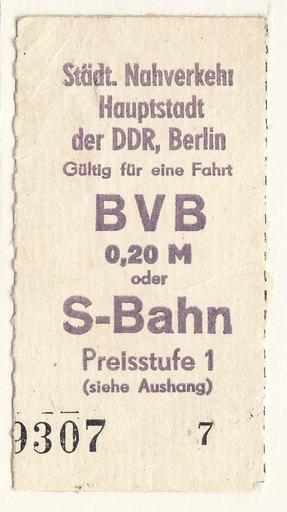 Städt. Nahverkehr
Hauptstadt
der DDR, Berlin
Gültig für eine Fahrt
BVB
0,20 M
oder
S-Bahn
Preisstufe 1
(siehe Aushang)
9307 7